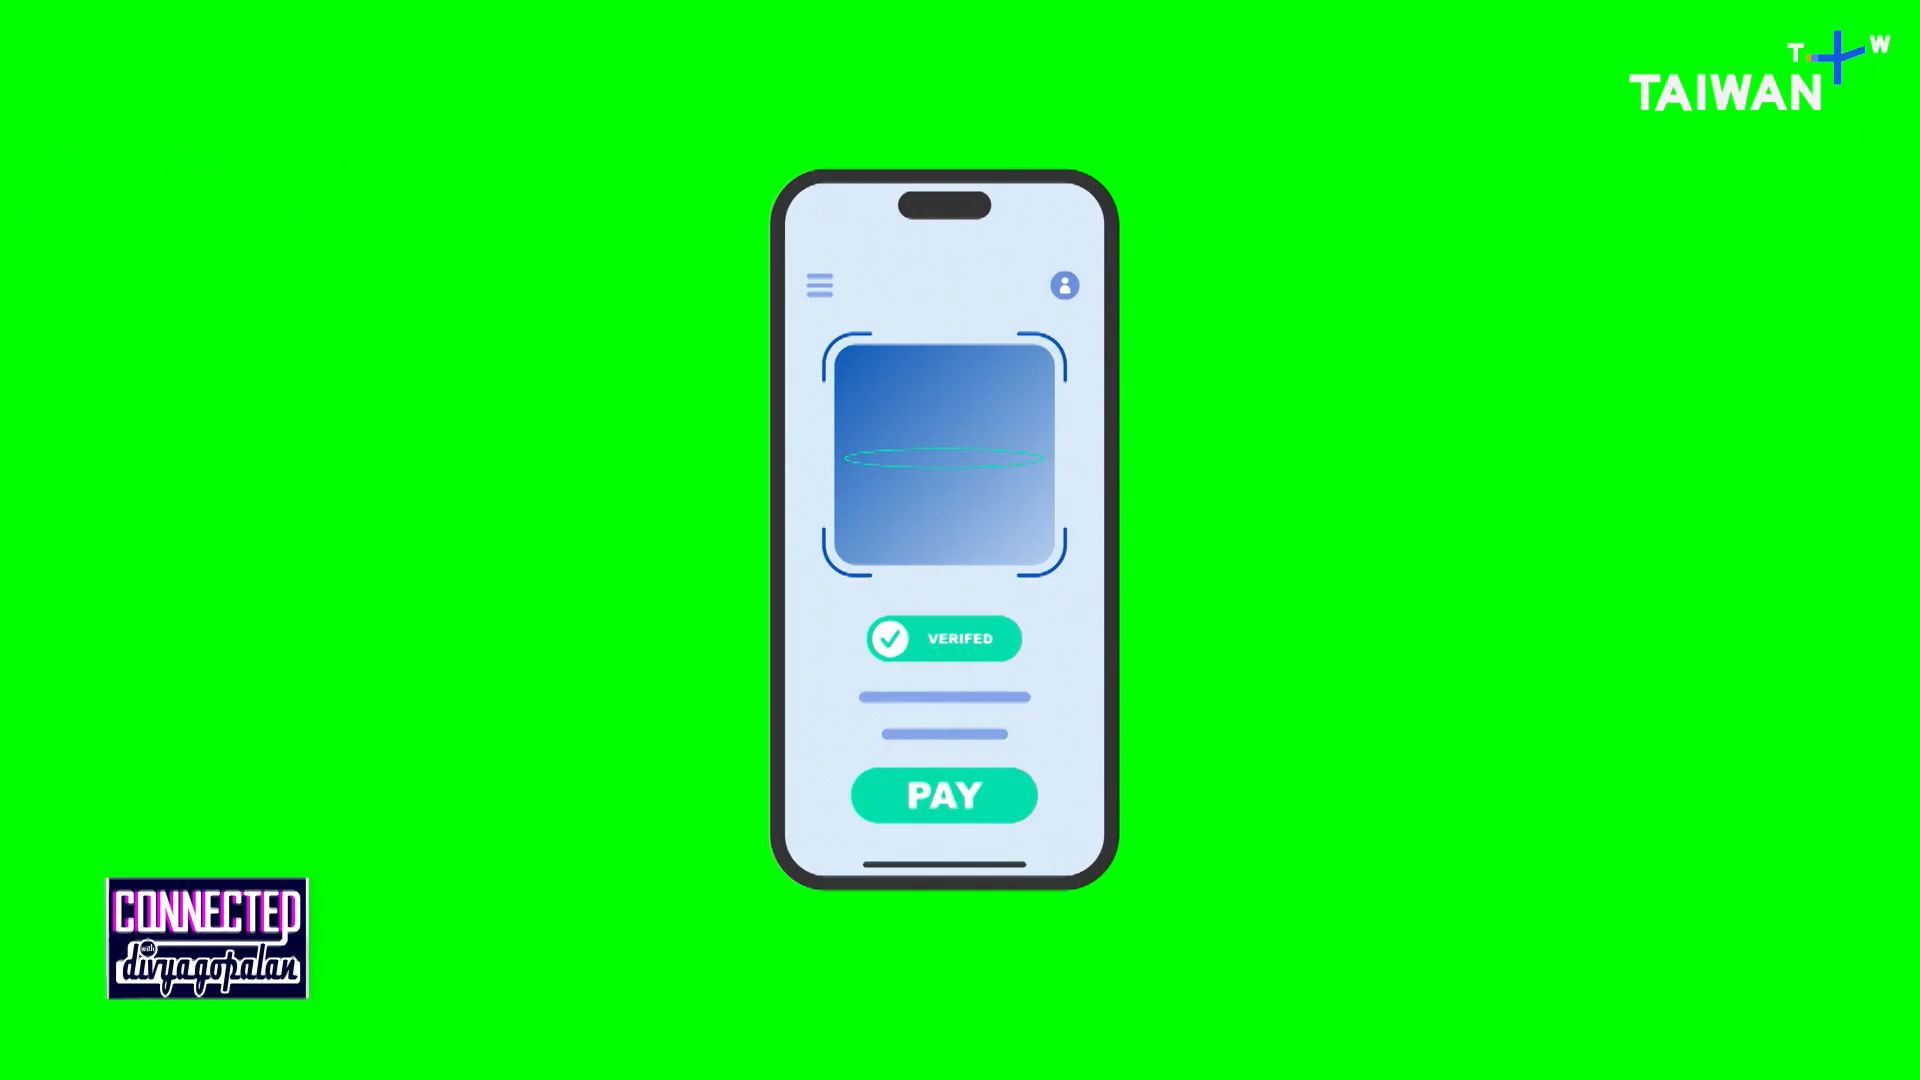 T W
TAIWAN
VERIFED
PAY
CONNECTED
with
divyagopalan